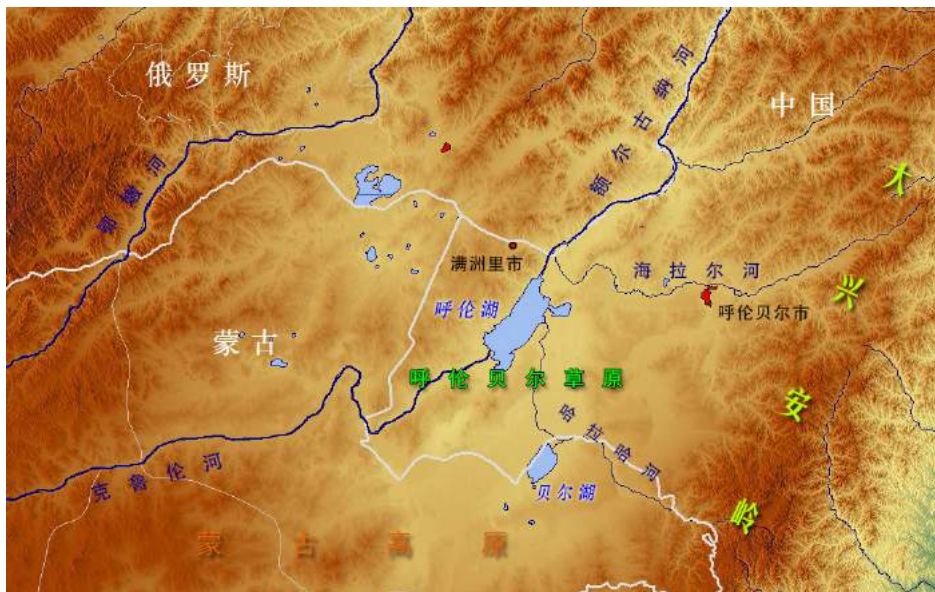 俄罗斯
中国
额尔古纳河
鄂嫩河
大兴安岭
满洲里市
海拉尔河
呼伦湖
呼伦贝尔市
蒙古
呼伦贝尔草原
哈拉哈河
克鲁伦河
贝尔湖
蒙古高原